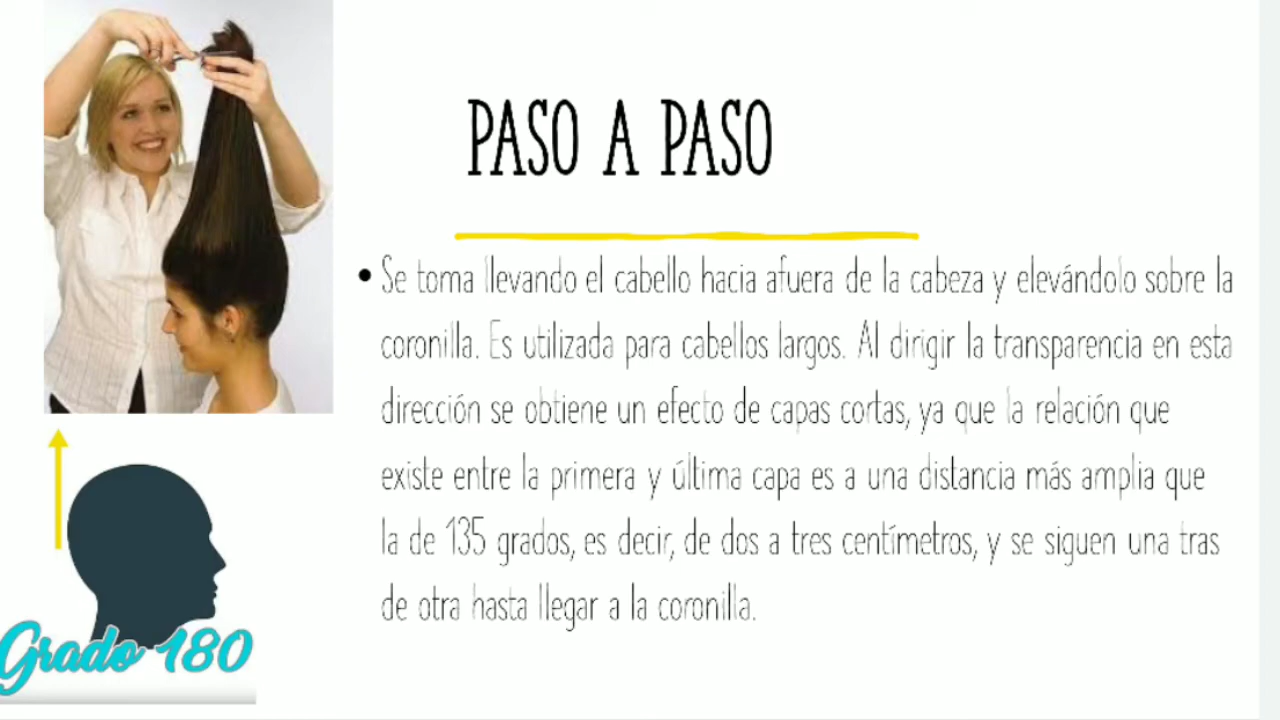 PASO A PASO
• Se toma llevando el cabello hacia afuera de la cabeza y elevándolo sobre la
coronilla. Es utilizada para cabellos largos. Al dirigir la transparencia en esta
dirección se obtiene un efecto de capas cortas, ya que la relación que
existe entre la primera y última capa es a una distancia más amplia que
la de 135 grados, es decir, de dos a tres centímetros, y se siguen una tras
de otra hasta llegar a la coronilla.
Grado 180